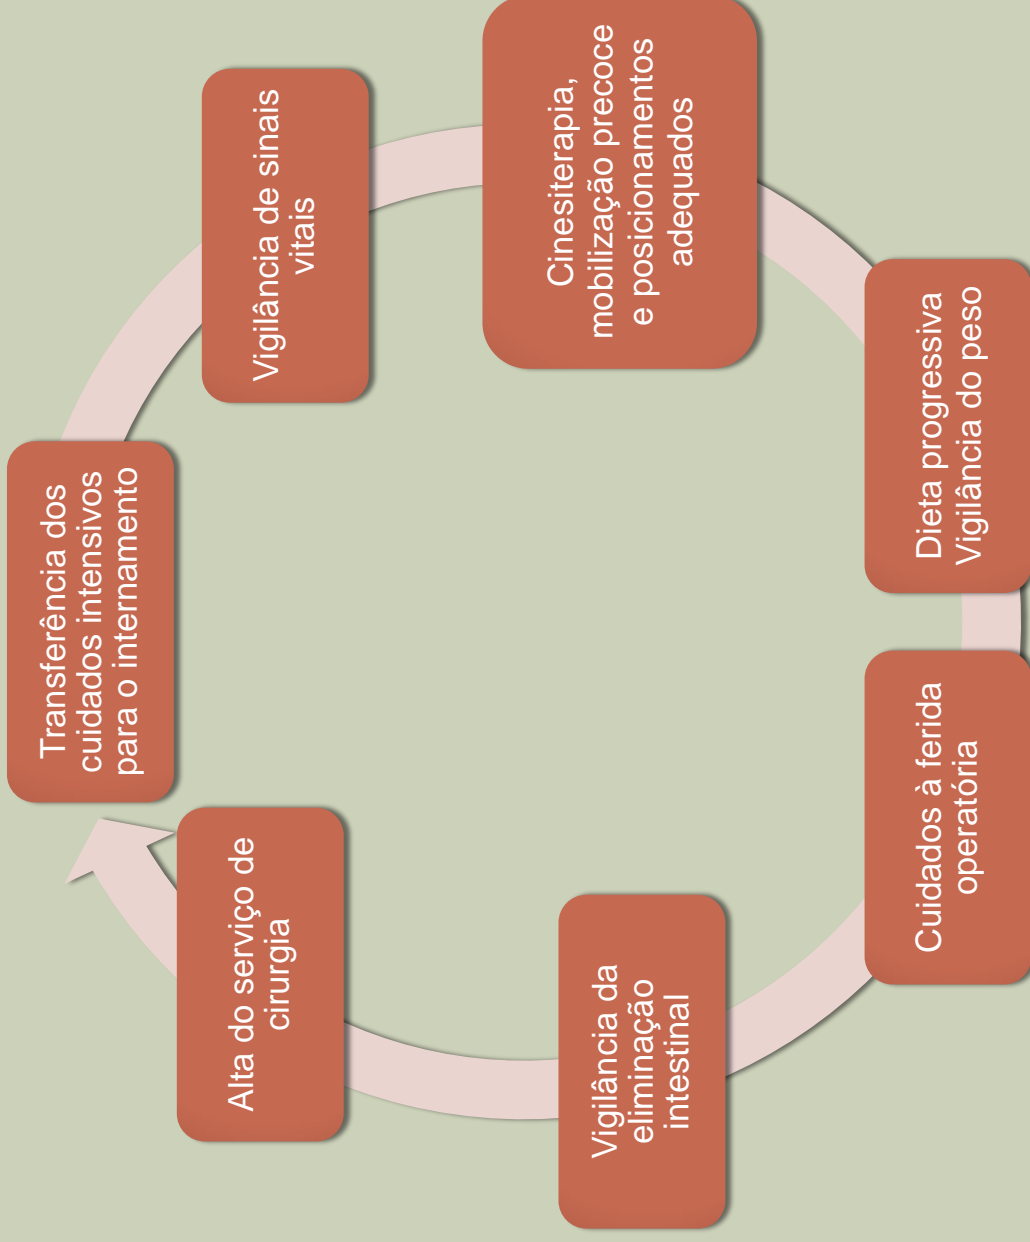 Transferência dos
cuidados intensivos
para o internamento
Vigilância de sinais
vitais
Cinesiterapia,
mobilização precoce
e posicionamentos
adequados
Dieta progressiva
Vigilância do peso
Cuidados à ferida
operatória
Vigilância da
eliminação
intestinal
Alta do serviço de
cirurgia